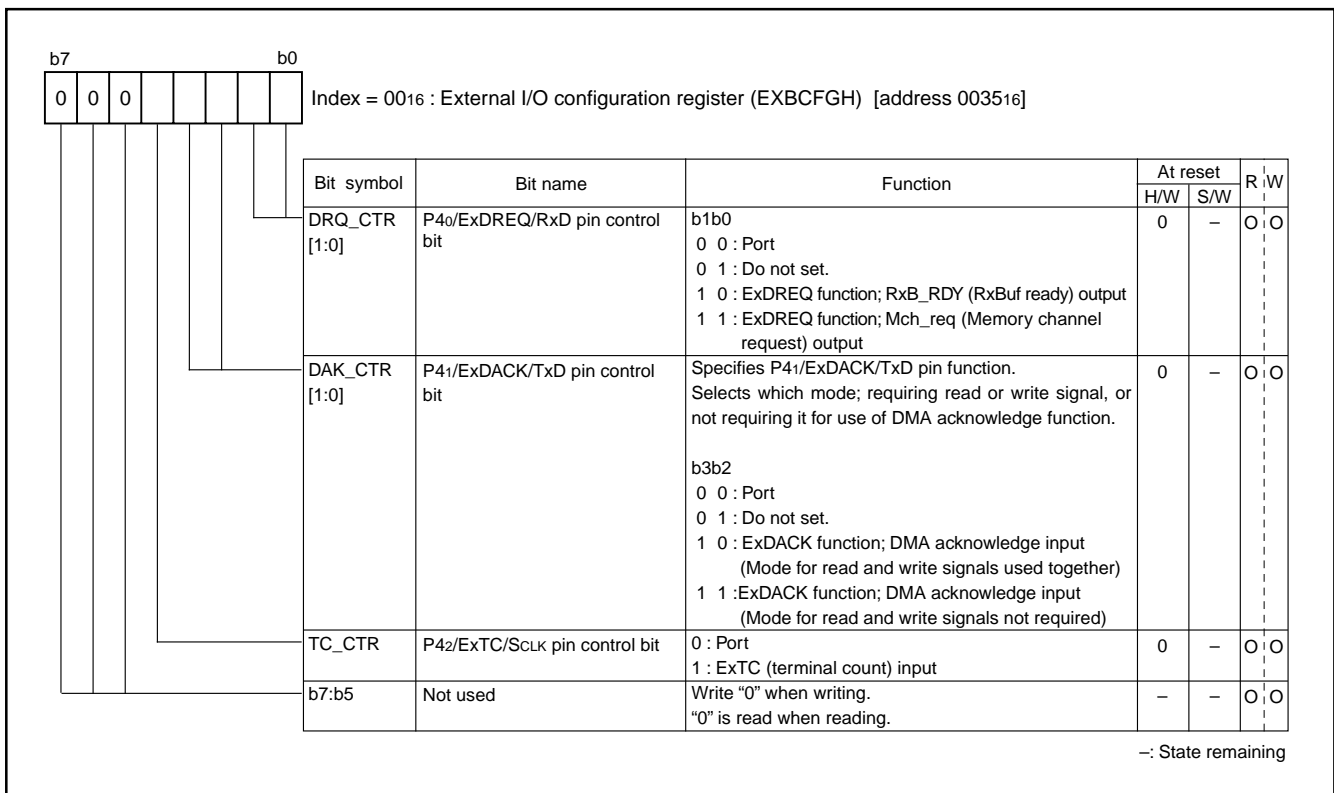 b7 b0
0 0 0 Index = 0016 : External I/O configuration register (EXBCFGH) [address 003516]
Bit symbol Bit name Function At reset R W
H/W S/W
DRQ_CTR [1:0] P40/ExDREQ/RxD pin control bit
b1b0
0 0 : Port
0 1 : Do not set.
1 0 : ExDREQ function; RxB_RDY (RxBuf ready) output
1 1 : ExDREQ function; Mch_req (Memory channel
request) output
0 – O O
DAK_CTR [1:0] P41/ExDACK/TxD pin control bit
Specifies P41/ExDACK/TxD pin function.
Selects which mode; requiring read or write signal, or
not requiring it for use of DMA acknowledge function.
b3b2
0 0 : Port
0 1 : Do not set.
1 0 : ExDACK function; DMA acknowledge input
(Mode for read and write signals used together)
1 1 :ExDACK function; DMA acknowledge input
(Mode for read and write signals not required)
0 – O O
TC_CTR P42/ExTC/SCLK pin control bit
0 : Port
1 : ExTC (terminal count) input
0 – O O
b7:b5 Not used
Write “0” when writing.
“0” is read when reading.
– – O O
–: State remaining